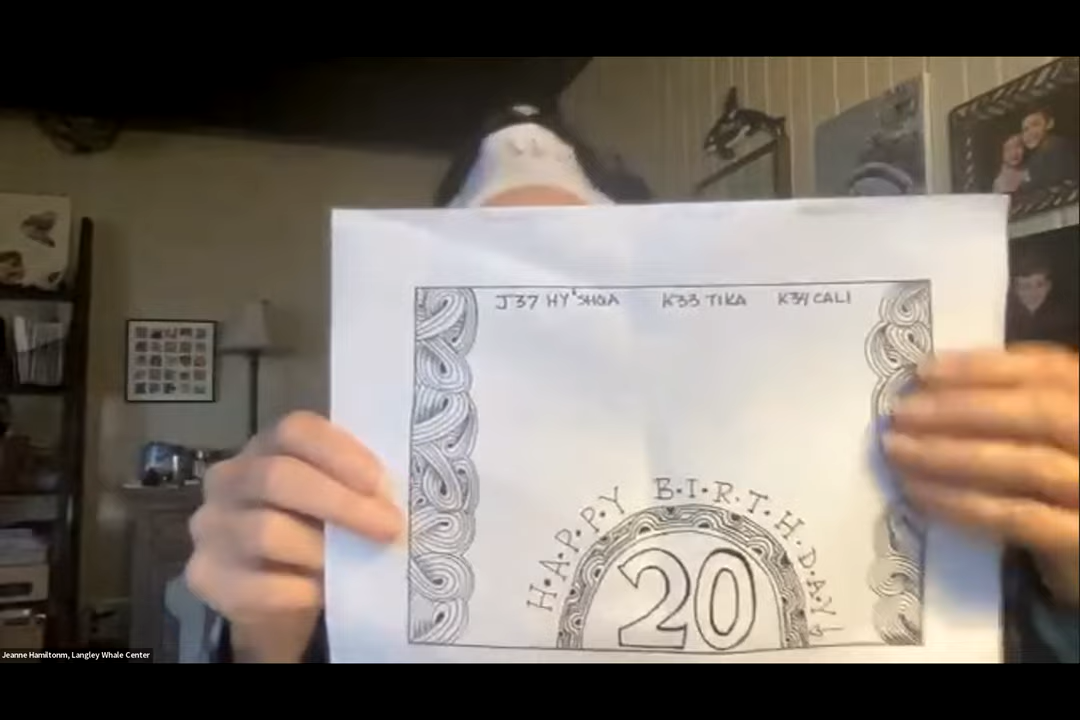 J37 HY'SHQA K33 TIKA K34 CALI
H·A·P·P·Y B·I·R·T·H·D·A·Y!
20
Jeanne Hamiltonm, Langley Whale Center